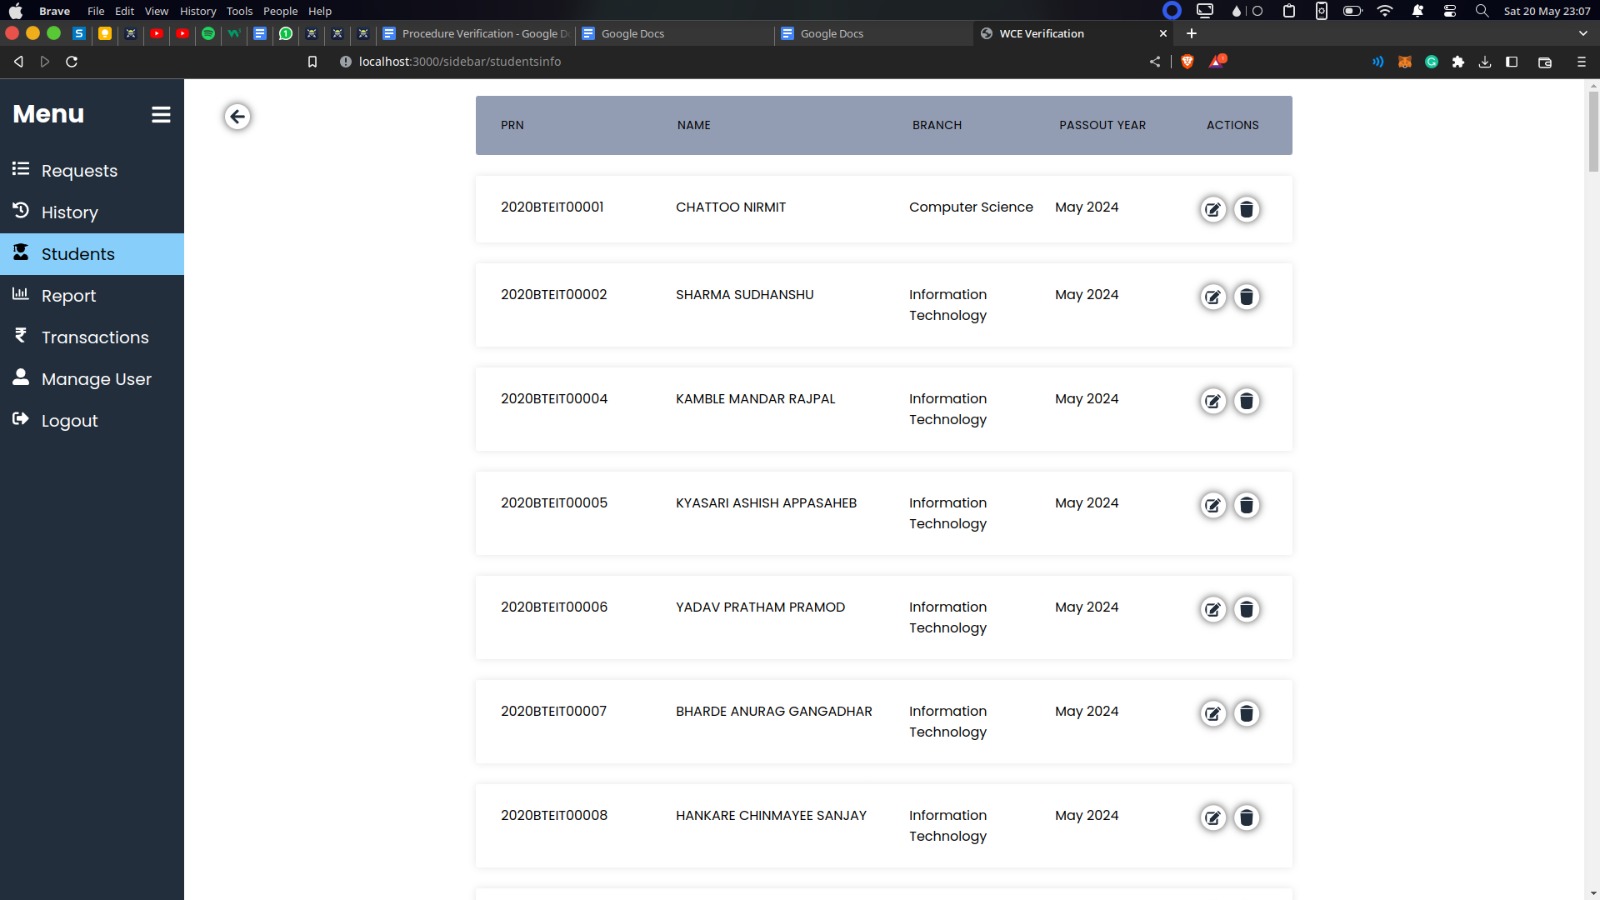 Brave File Edit View History Tools People Help Sat 20 May 23:07
Procedure Verification - Google Do Google Docs Google Docs WCE Verification
localhost:3000/sidebar/studentsinfo
Menu
Requests
History
Students
Report
Transactions
Manage User
Logout
PRN NAME BRANCH PASSOUT YEAR ACTIONS
2020BTEIT00001 CHATTOO NIRMIT Computer Science May 2024
2020BTEIT00002 SHARMA SUDHANSHU Information May 2024
Technology
2020BTEIT00004 KAMBLE MANDAR RAJPAL Information May 2024
Technology
2020BTEIT00005 KYASARI ASHISH APPASAHEB Information May 2024
Technology
2020BTEIT00006 YADAV PRATHAM PRAMOD Information May 2024
Technology
2020BTEIT00007 BHARDE ANURAG GANGADHAR Information May 2024
Technology
2020BTEIT00008 HANKARE CHINMAYEE SANJAY Information May 2024
Technology